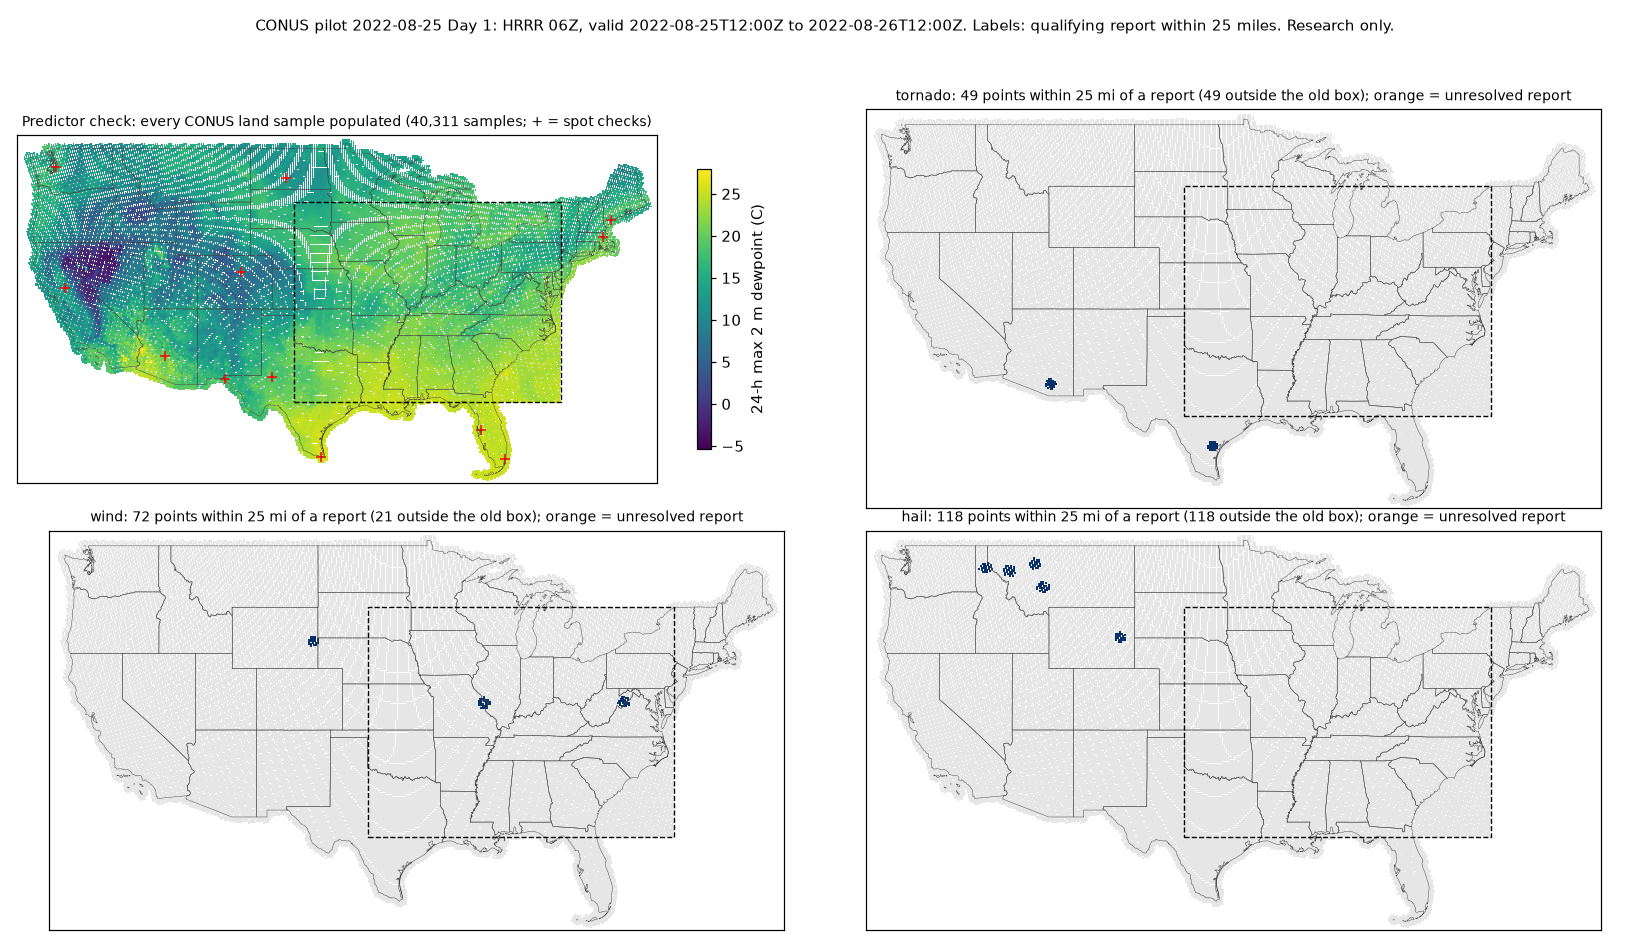 CONUS pilot 2022-08-25 Day 1: HRRR 06Z, valid 2022-08-25T12:00Z to 2022-08-26T12:00Z. Labels: qualifying report within 25 miles. Research only.
Predictor check: every CONUS land sample populated (40,311 samples; + = spot checks)
25
20
15
10
5
0
−5
24-h max 2 m dewpoint (C)
tornado: 49 points within 25 mi of a report (49 outside the old box); orange = unresolved report
wind: 72 points within 25 mi of a report (21 outside the old box); orange = unresolved report
hail: 118 points within 25 mi of a report (118 outside the old box); orange = unresolved report